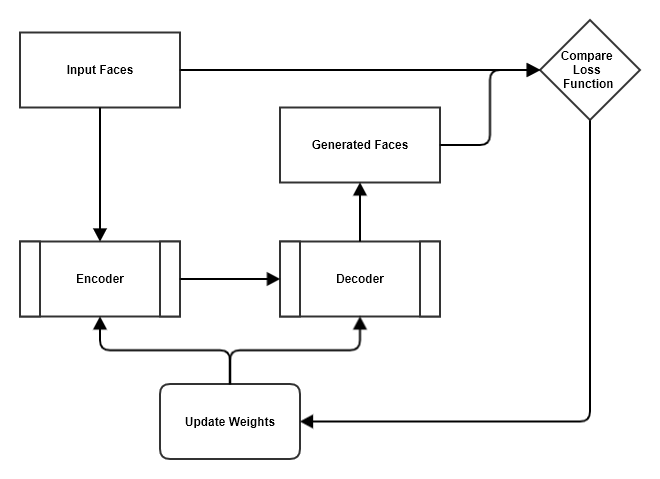 Input Faces
Compare
Loss
Function
Generated Faces
Encoder
Decoder
Update Weights